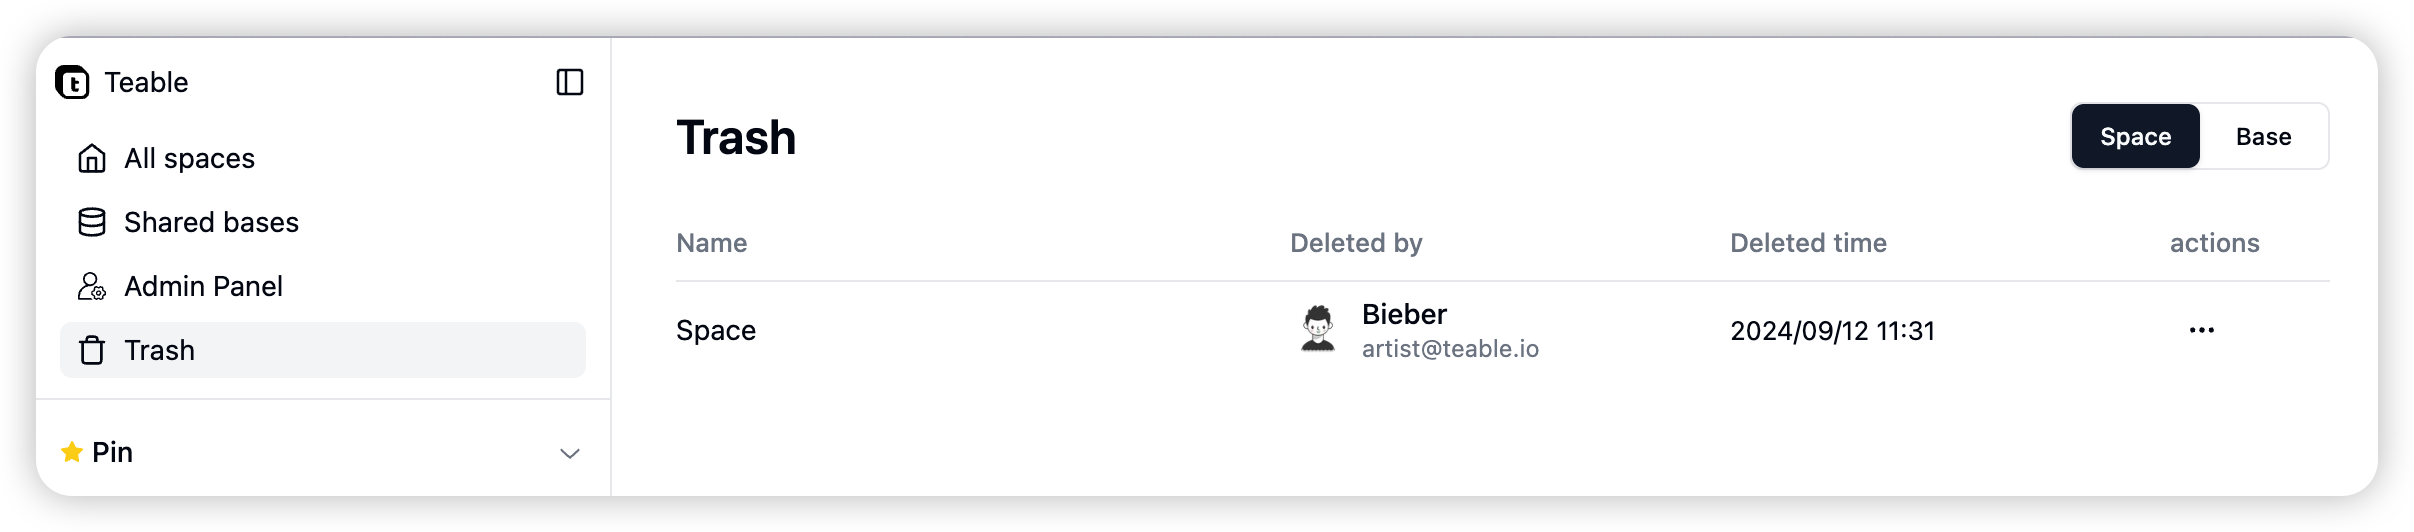 Teable
All spaces
Shared bases
Admin Panel
Trash
Pin
Trash
Space Base
Name Deleted by Deleted time actions
Space Bieber 2024/09/12 11:31 ...
artist@teable.io